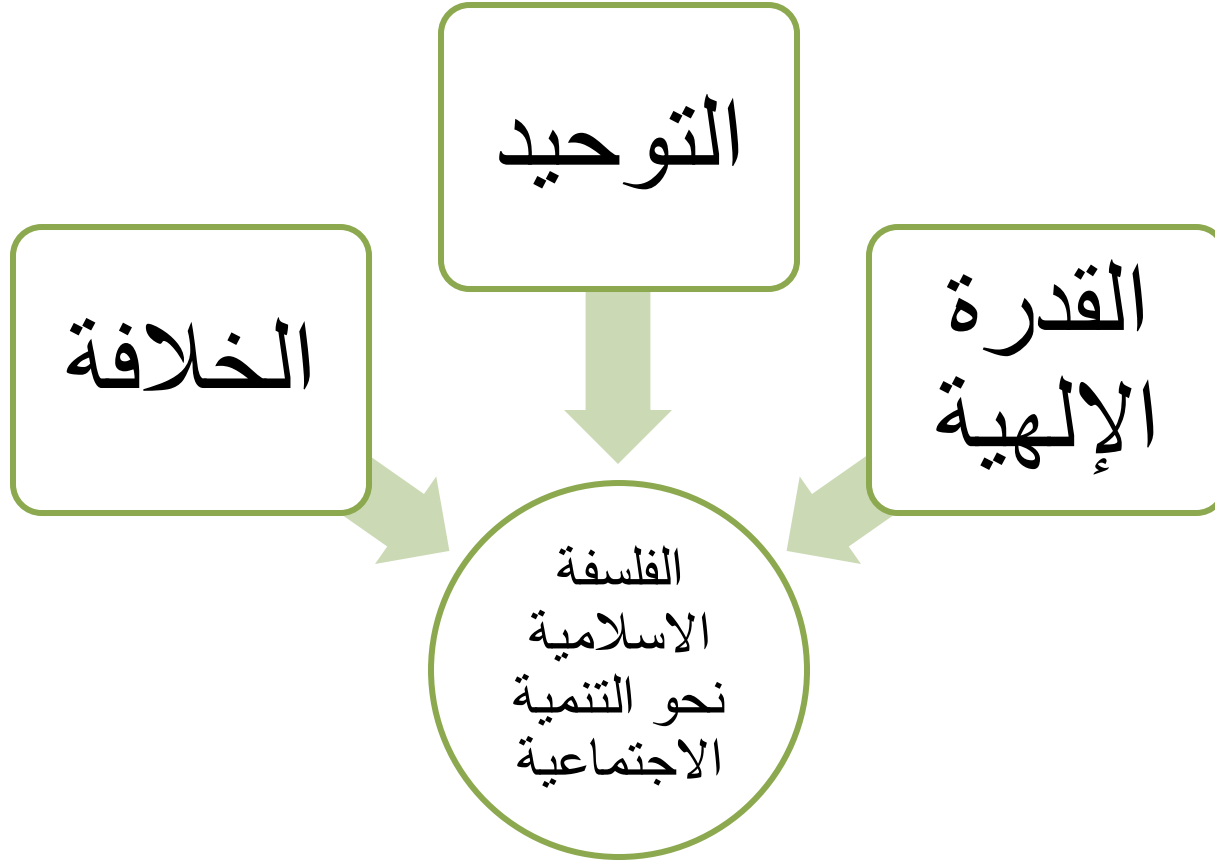 التوحيد
القدرة
الإلهية
الخلافة
الفلسفة
الاسلامية
نحو التنمية
الاجتماعية